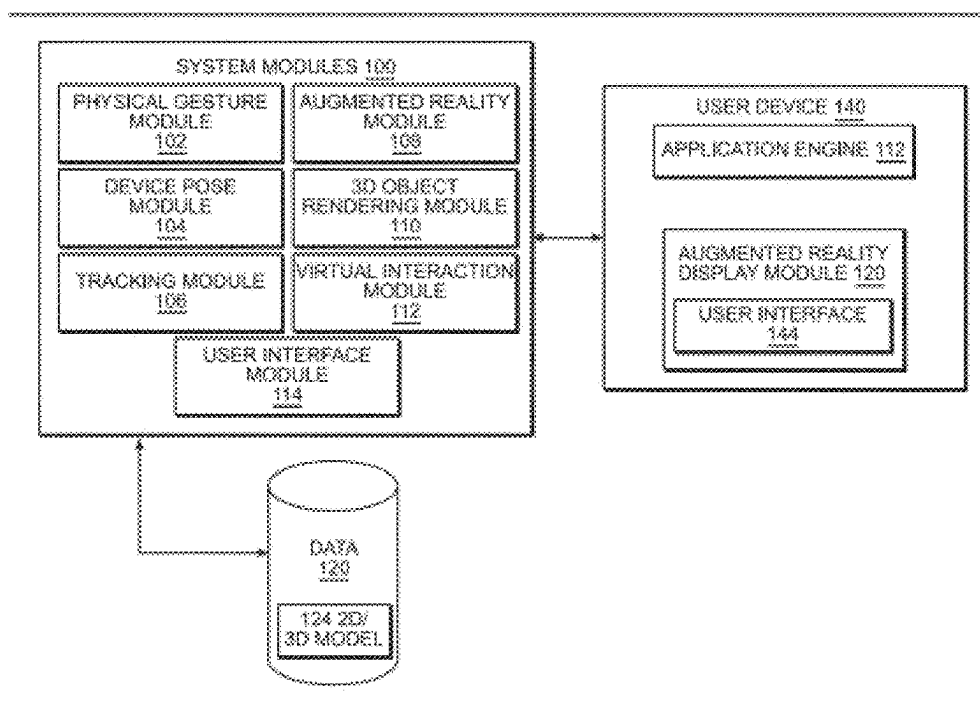 SYSTEM MODULES 100
PHYSICAL GESTURE
MODULE
102
AUGMENTED REALITY
MODULE
108
DEVICE POSE
MODULE
104
3D OBJECT
RENDERING MODULE
110
TRACKING MODULE
106
VIRTUAL INTERACTION
MODULE
112
USER INTERFACE
MODULE
114
USER DEVICE 140
APPLICATION ENGINE 112
AUGMENTED REALITY
DISPLAY MODULE 120
USER INTERFACE
144
DATA
120
124 2D/
3D MODEL